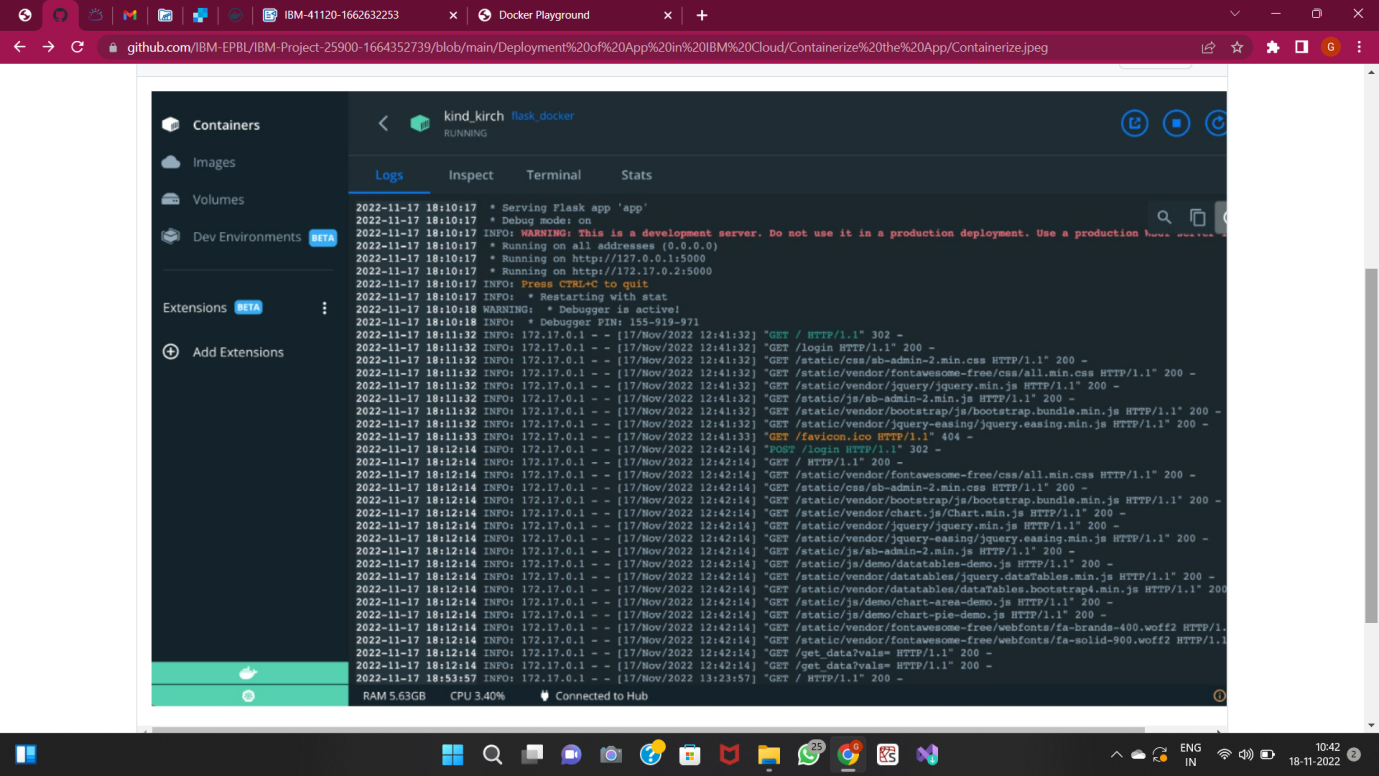 IBM-41120-1662632253
Docker Playground
github.com/IBM-EPBL/IBM-Project-25900-1664352739/blob/main/Deployment%20of%20App%20in%20IBM%20Cloud/Containerize%20the%20App/Containerize.jpeg
G
Containers
Images
Volumes
Dev Environments BETA
Extensions BETA
Add Extensions
kind_kirch flask_docker
RUNNING
Logs Inspect Terminal Stats
2022-11-17 18:10:17 * Serving Flask app 'app'
2022-11-17 18:10:17 * Debug mode: on
2022-11-17 18:10:17 INFO: WARNING: This is a development server. Do not use it in a production deployment. Use a production WSGI server
2022-11-17 18:10:17 * Running on all addresses (0.0.0.0)
2022-11-17 18:10:17 * Running on http://127.0.0.1:5000
2022-11-17 18:10:17 * Running on http://172.17.0.2:5000
2022-11-17 18:10:17 INFO: Press CTRL+C to quit
2022-11-17 18:10:17 INFO: * Restarting with stat
2022-11-17 18:10:18 WARNING: * Debugger is active!
2022-11-17 18:10:18 INFO: * Debugger PIN: 155-919-971
2022-11-17 18:11:32 INFO: 172.17.0.1 - - [17/Nov/2022 12:41:32] "GET / HTTP/1.1" 302 -
2022-11-17 18:11:32 INFO: 172.17.0.1 - - [17/Nov/2022 12:41:32] "GET /login HTTP/1.1" 200 -
2022-11-17 18:11:32 INFO: 172.17.0.1 - - [17/Nov/2022 12:41:32] "GET /static/css/sb-admin-2.min.css HTTP/1.1" 200 -
2022-11-17 18:11:32 INFO: 172.17.0.1 - - [17/Nov/2022 12:41:32] "GET /static/vendor/fontawesome-free/css/all.min.css HTTP/1.1" 200 -
2022-11-17 18:11:32 INFO: 172.17.0.1 - - [17/Nov/2022 12:41:32] "GET /static/vendor/jquery/jquery.min.js HTTP/1.1" 200 -
2022-11-17 18:11:32 INFO: 172.17.0.1 - - [17/Nov/2022 12:41:32] "GET /static/js/sb-admin-2.min.js HTTP/1.1" 200 -
2022-11-17 18:11:32 INFO: 172.17.0.1 - - [17/Nov/2022 12:41:32] "GET /static/vendor/bootstrap/js/bootstrap.bundle.min.js HTTP/1.1" 200 -
2022-11-17 18:11:32 INFO: 172.17.0.1 - - [17/Nov/2022 12:41:32] "GET /static/vendor/jquery-easing/jquery.easing.min.js HTTP/1.1" 200 -
2022-11-17 18:11:33 INFO: 172.17.0.1 - - [17/Nov/2022 12:41:33] "GET /favicon.ico HTTP/1.1" 404 -
2022-11-17 18:12:14 INFO: 172.17.0.1 - - [17/Nov/2022 12:42:14] "POST /login HTTP/1.1" 302 -
2022-11-17 18:12:14 INFO: 172.17.0.1 - - [17/Nov/2022 12:42:14] "GET / HTTP/1.1" 200 -
2022-11-17 18:12:14 INFO: 172.17.0.1 - - [17/Nov/2022 12:42:14] "GET /static/vendor/fontawesome-free/css/all.min.css HTTP/1.1" 200 -
2022-11-17 18:12:14 INFO: 172.17.0.1 - - [17/Nov/2022 12:42:14] "GET /static/css/sb-admin-2.min.css HTTP/1.1" 200 -
2022-11-17 18:12:14 INFO: 172.17.0.1 - - [17/Nov/2022 12:42:14] "GET /static/vendor/bootstrap/js/bootstrap.bundle.min.js HTTP/1.1" 200 -
2022-11-17 18:12:14 INFO: 172.17.0.1 - - [17/Nov/2022 12:42:14] "GET /static/vendor/chart.js/Chart.min.js HTTP/1.1" 200 -
2022-11-17 18:12:14 INFO: 172.17.0.1 - - [17/Nov/2022 12:42:14] "GET /static/vendor/jquery/jquery.min.js HTTP/1.1" 200 -
2022-11-17 18:12:14 INFO: 172.17.0.1 - - [17/Nov/2022 12:42:14] "GET /static/vendor/jquery-easing/jquery.easing.min.js HTTP/1.1" 200 -
2022-11-17 18:12:14 INFO: 172.17.0.1 - - [17/Nov/2022 12:42:14] "GET /static/js/sb-admin-2.min.js HTTP/1.1" 200 -
2022-11-17 18:12:14 INFO: 172.17.0.1 - - [17/Nov/2022 12:42:14] "GET /static/js/demo/datatables-demo.js HTTP/1.1" 200 -
2022-11-17 18:12:14 INFO: 172.17.0.1 - - [17/Nov/2022 12:42:14] "GET /static/vendor/datatables/jquery.dataTables.min.js HTTP/1.1" 200 -
2022-11-17 18:12:14 INFO: 172.17.0.1 - - [17/Nov/2022 12:42:14] "GET /static/vendor/datatables/dataTables.bootstrap4.min.js HTTP/1.1" 200
2022-11-17 18:12:14 INFO: 172.17.0.1 - - [17/Nov/2022 12:42:14] "GET /static/js/demo/chart-area-demo.js HTTP/1.1" 200 -
2022-11-17 18:12:14 INFO: 172.17.0.1 - - [17/Nov/2022 12:42:14] "GET /static/js/demo/chart-pie-demo.js HTTP/1.1" 200 -
2022-11-17 18:12:14 INFO: 172.17.0.1 - - [17/Nov/2022 12:42:14] "GET /static/vendor/fontawesome-free/webfonts/fa-brands-400.woff2 HTTP/1.
2022-11-17 18:12:14 INFO: 172.17.0.1 - - [17/Nov/2022 12:42:14] "GET /static/vendor/fontawesome-free/webfonts/fa-solid-900.woff2 HTTP/1.1
2022-11-17 18:12:14 INFO: 172.17.0.1 - - [17/Nov/2022 12:42:14] "GET /get_data?vals= HTTP/1.1" 200 -
2022-11-17 18:12:14 INFO: 172.17.0.1 - - [17/Nov/2022 12:42:14] "GET /get_data?vals= HTTP/1.1" 200 -
2022-11-17 18:53:57 INFO: 172.17.0.1 - - [17/Nov/2022 13:23:57] "GET / HTTP/1.1" 200 -
RAM 5.63GB CPU 3.40% Connected to Hub
25
G
ENG
IN
10:42
18-11-2022
2